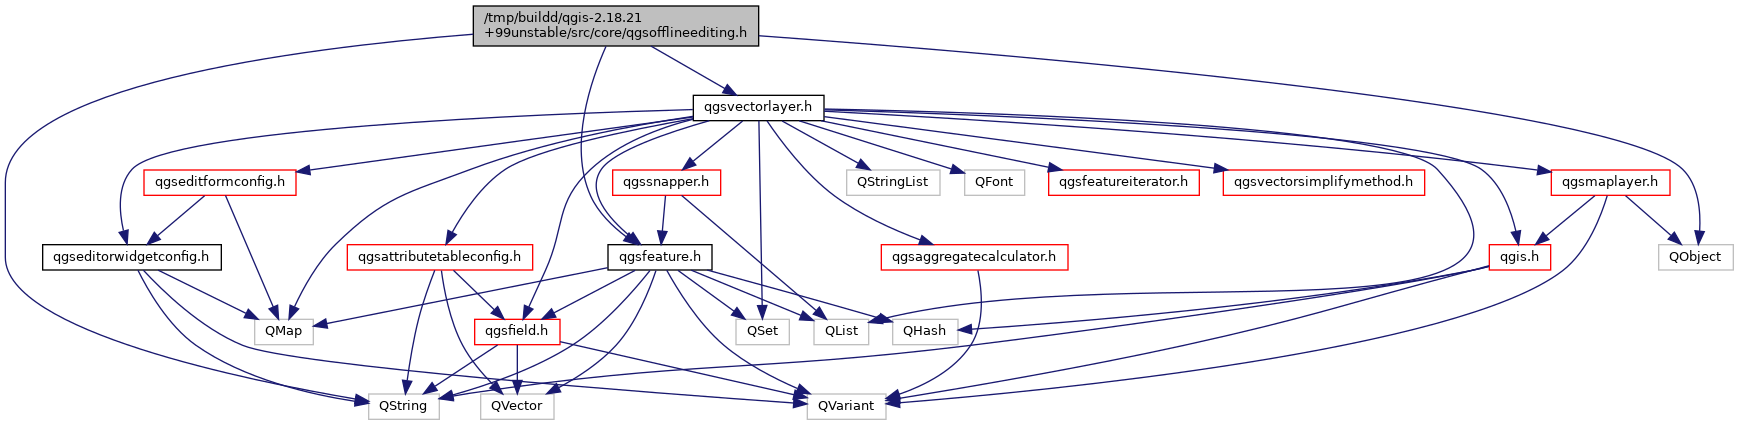 /tmp/buildd/qgis-2.18.21
+99unstable/src/core/qgsofflineediting.h
qgsvectorlayer.h
qgseditformconfig.h
qgssnapper.h
QStringList
QFont
qgsfeatureiterator.h
qgsvectorsimplifymethod.h
qgsmaplayer.h
qgseditorwidgetconfig.h
qgsattributetableconfig.h
qgsfeature.h
qgsaggregatecalculator.h
qgis.h
QObject
QMap
qgsfield.h
QSet
QList
QHash
QString
QVector
QVariant